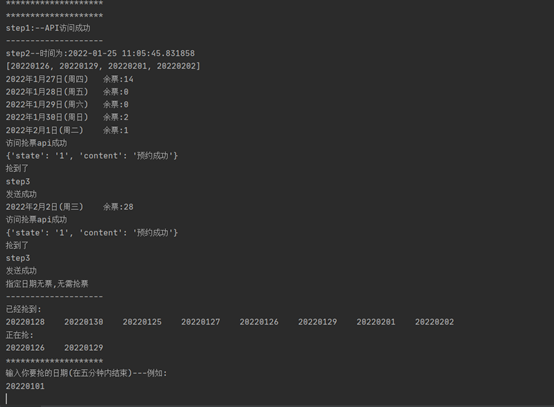 ********************
********************
step1:--API访问成功
--------------------
step2--时间为:2022-01-25 11:05:45.831858
[20220126, 20220129, 20220201, 20220202]
2022年1月27日(周四) 余票:14
2022年1月28日(周五) 余票:0
2022年1月29日(周六) 余票:0
2022年1月30日(周日) 余票:2
2022年2月1日(周二) 余票:1
访问抢票api成功
{'state': '1', 'content': '预约成功'}
抢到了
step3
发送成功
2022年2月2日(周三) 余票:28
访问抢票api成功
{'state': '1', 'content': '预约成功'}
抢到了
step3
发送成功
指定日期无票,无需抢票
--------------------
已经抢到:
20220128 20220130 20220125 20220127 20220126 20220129 20220201 20220202
正在抢:
20220126 20220129
********************
输入你要抢的日期(在五分钟内结束)---例如:
20220101